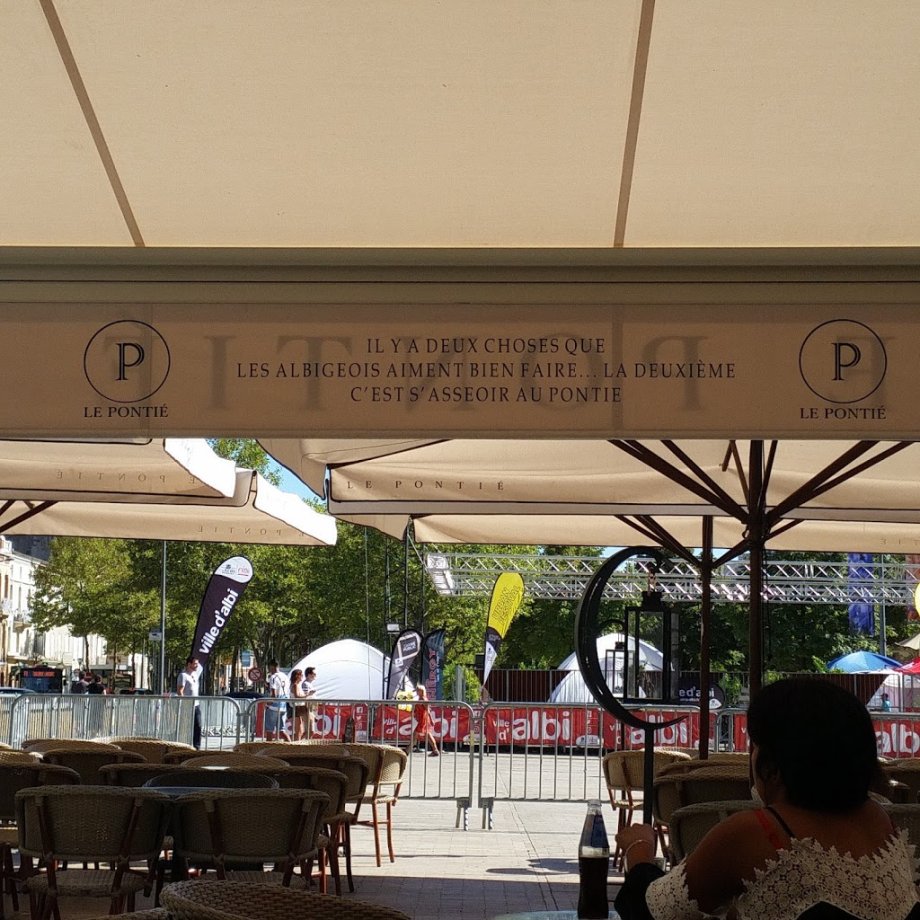 P
LE PONTIÉ
IL Y A DEUX CHOSES QUE
LES ALBIGEOIS AIMENT BIEN FAIRE... LA DEUXIÈME
C'EST S'ASSEOIR AU PONTIE
P
LE PONTIÉ
LE PONTIÉ
ville d'albi
albi
ville d'albi
albi